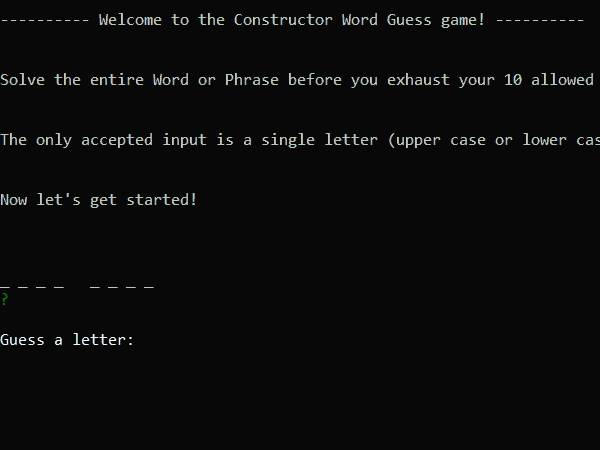 ---------- Welcome to the Constructor Word Guess game! ----------
Solve the entire Word or Phrase before you exhaust your 10 allowed
The only accepted input is a single letter (upper case or lower cas
Now let's get started!
_ _ _ _   _ _ _ _
?
Guess a letter: